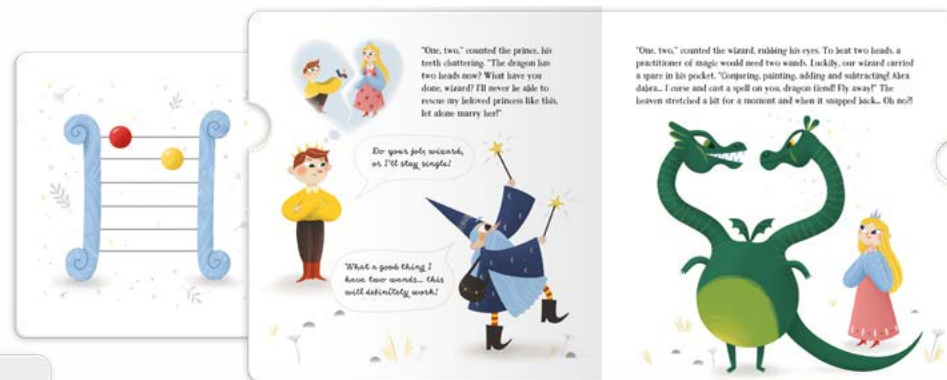 "One, two," counted the prince, his
teeth chattering. "The dragon has
two heads now? What have you
done, wizard? I'll never be able to
rescue my beloved princess like this,
let alone marry her!"
Do your job, wizard,
or I'll stay single!
What a good thing I
have two wands... this
will definitely work!
"One, two," counted the wizard, rubbing his eyes. To beat two heads, a
practitioner of magic would need two wands. Luckily, our wizard carried
a spare in his pocket. "Conjuring, painting, adding and subtracting! Abra
dabra... I curse and cast a spell on you, dragon fiend! Fly away!" The
heaven stretched a bit for a moment and when it snapped back... Oh no?!